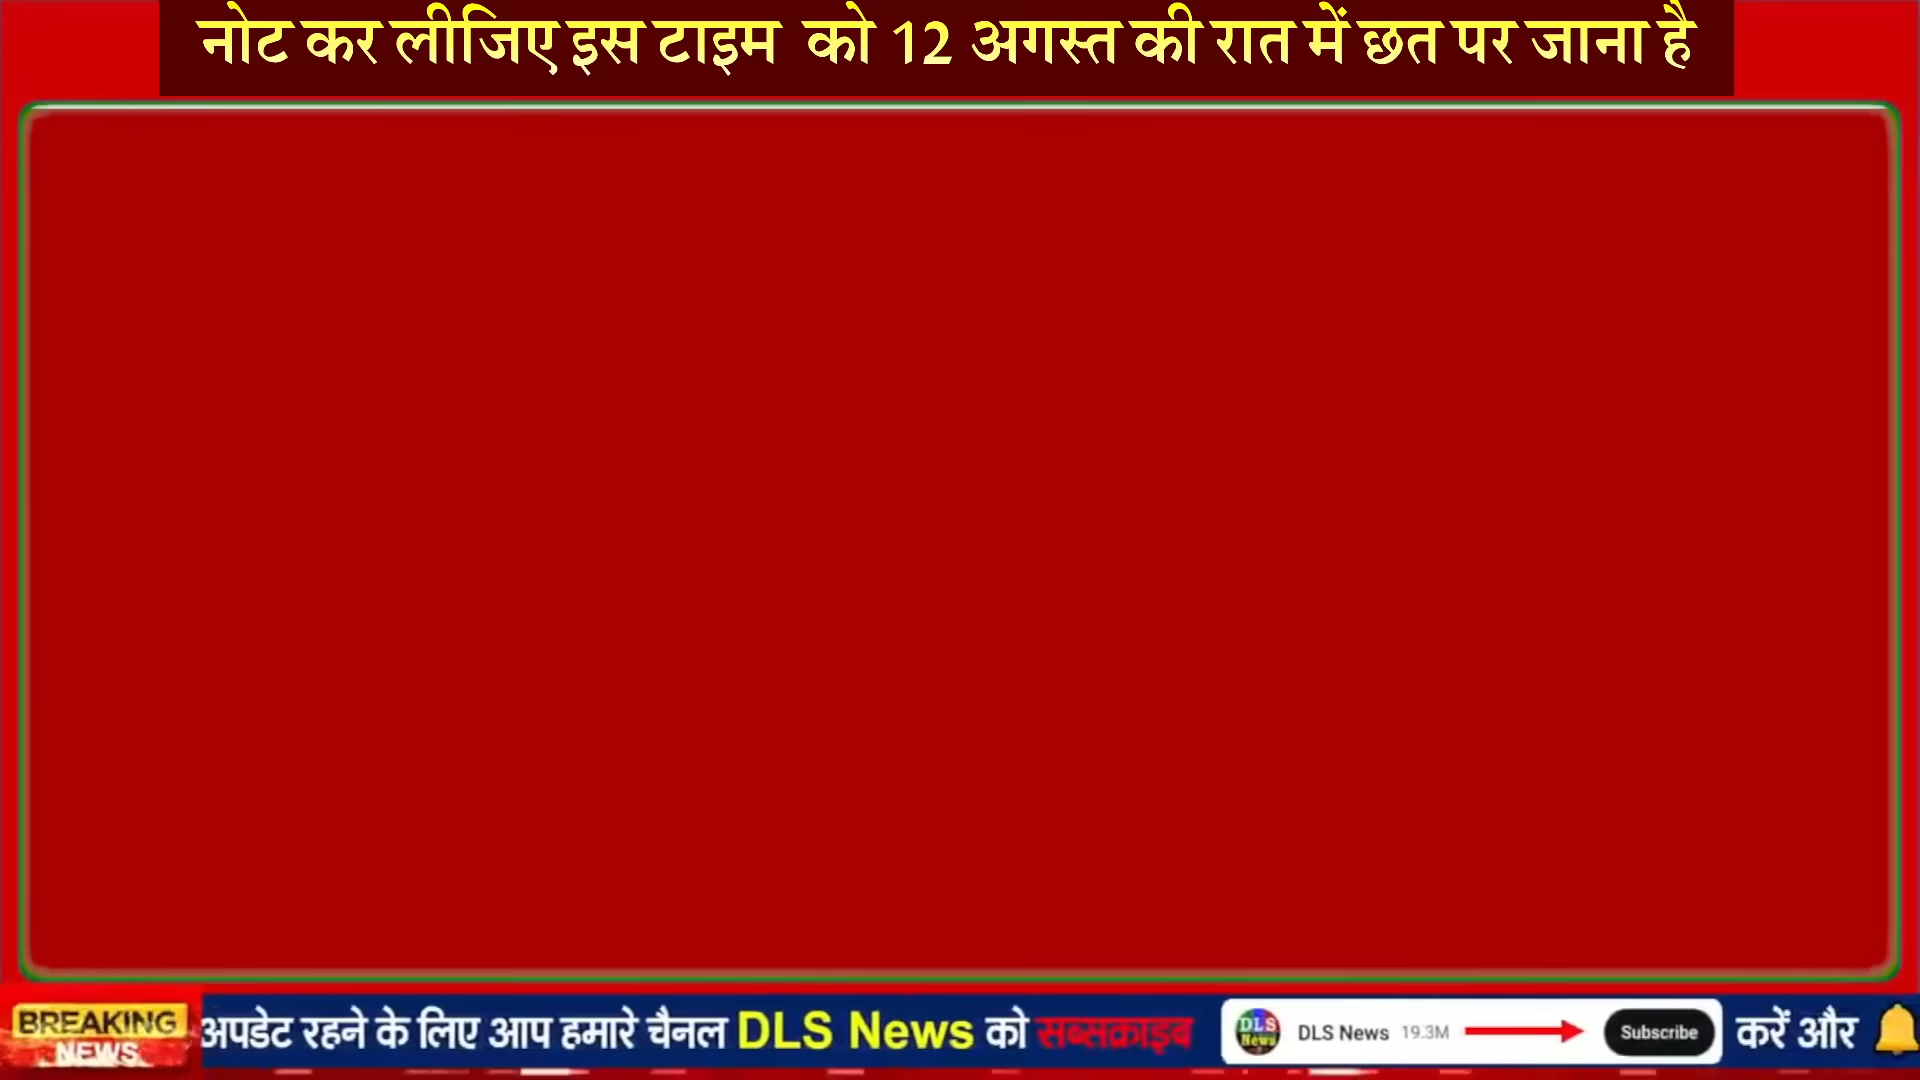 नोट कर लीजिए इस टाइम को 12 अगस्त की रात में छत पर जाना है
BREAKING
NEWS
अपडेट रहने के लिए आप हमारे चैनल DLS News को सब्सक्राइब
DLS
News
DLS News 19.3M
Subscribe
करें और